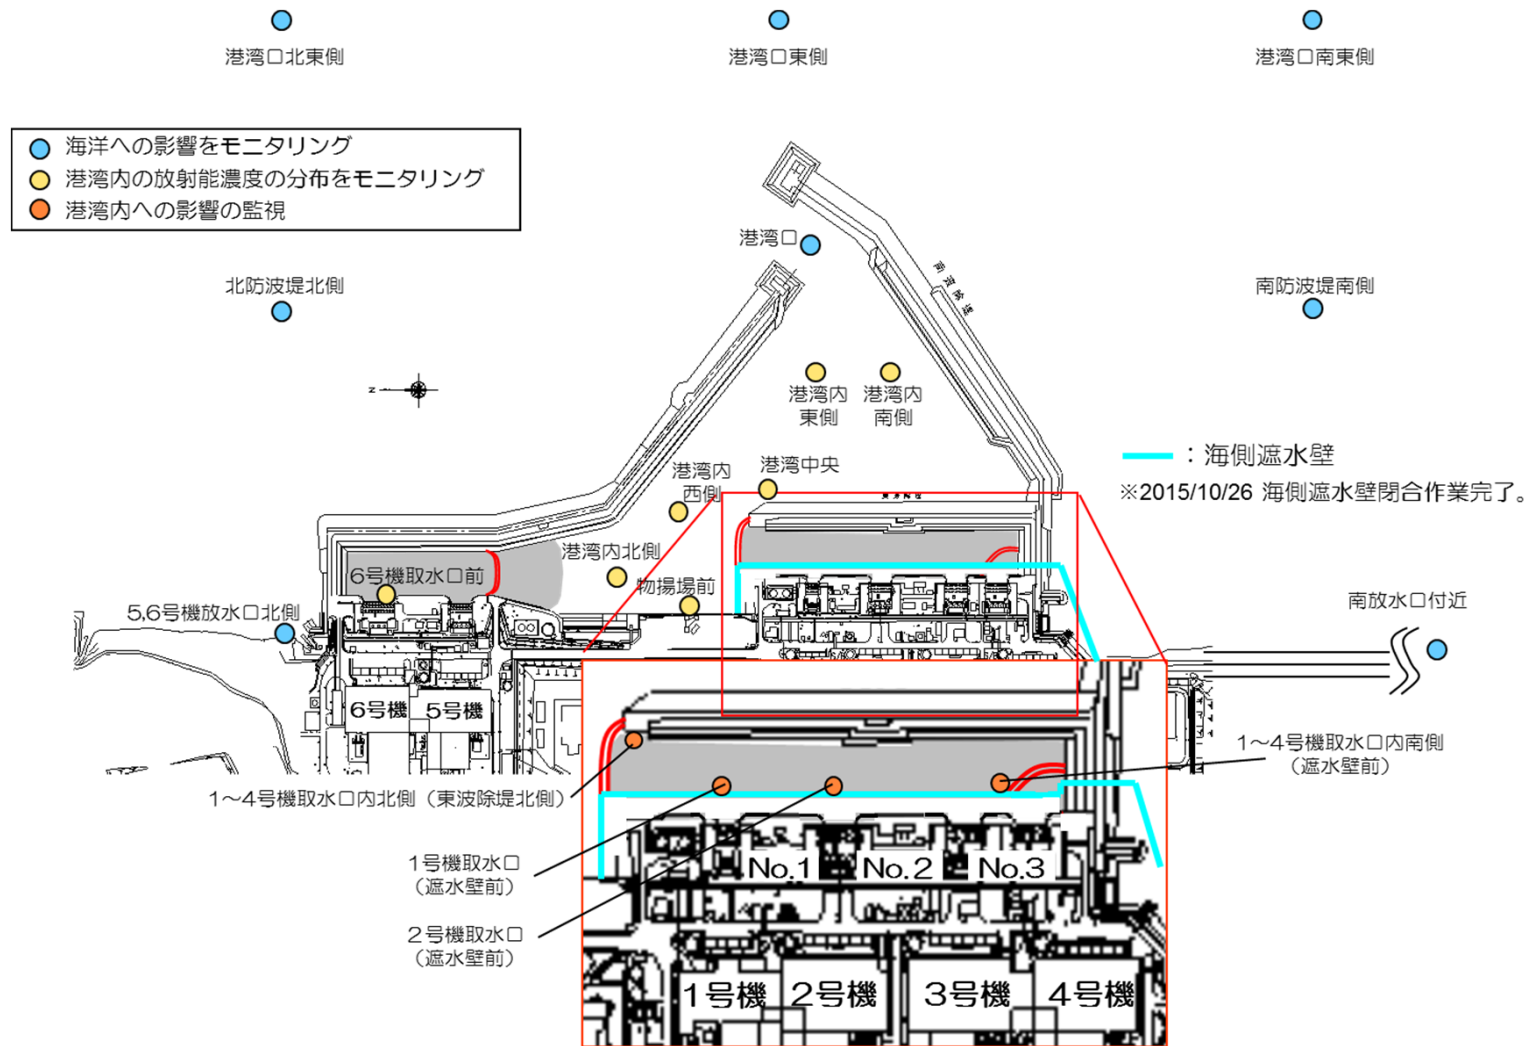 港湾口北東側
港湾口東側
港湾口南東側
海洋への影響をモニタリング
港湾内の放射能濃度の分布をモニタリング
港湾内への影響の監視
港湾口
北防波堤北側
南防波堤南側
N
港湾内
東側
港湾内
南側
港湾内
西側
港湾中央
:海側遮水壁
※2015/10/26 海側遮水壁閉合作業完了。
港湾内北側
6号機取水口前
物揚場前
5,6号機放水口北側
南放水口付近
6号機
5号機
1~4号機取水口内南側
(遮水壁前)
1~4号機取水口内北側(東波除堤北側)
1号機取水口
(遮水壁前)
No.1
No.2
No.3
2号機取水口
(遮水壁前)
1号機
2号機
3号機
4号機